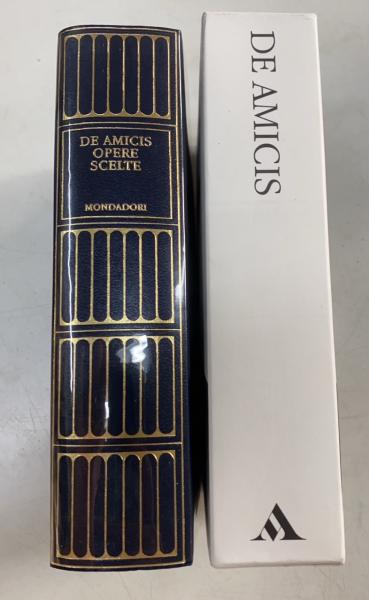 DE AMICIS
OPERE
SCELTE
MONDADORI
DE AMICIS